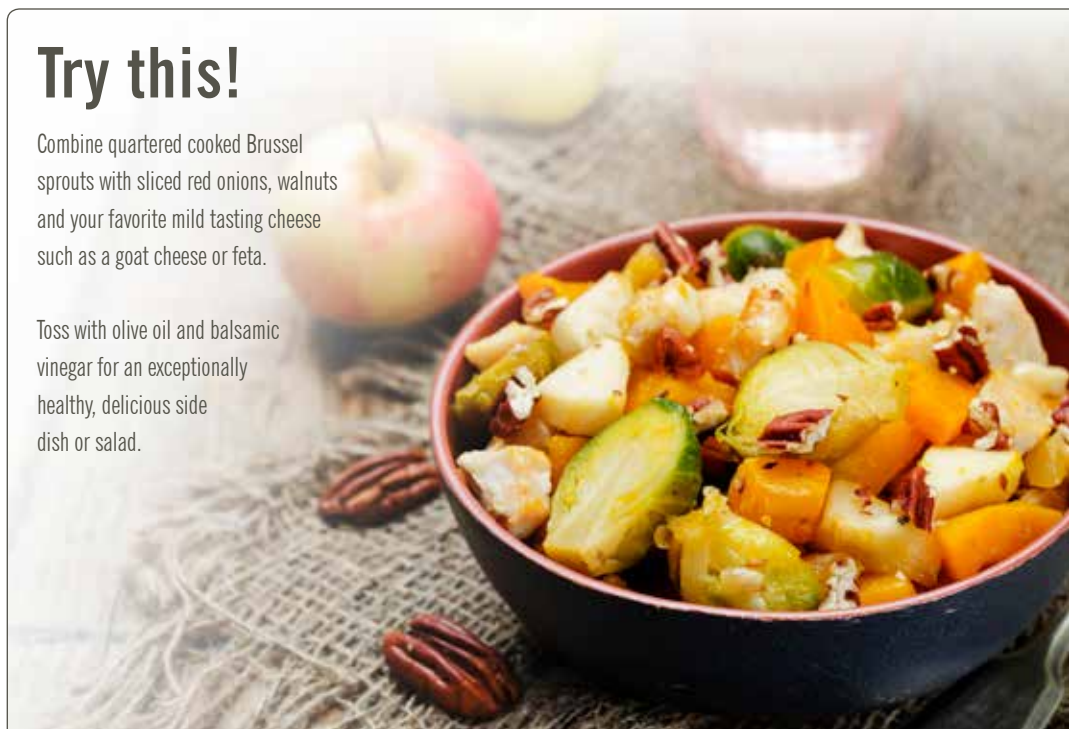 Try this!
Combine quartered cooked Brussel
sprouts with sliced red onions, walnuts
and your favorite mild tasting cheese
such as a goat cheese or feta.
Toss with olive oil and balsamic
vinegar for an exceptionally
healthy, delicious side
dish or salad.